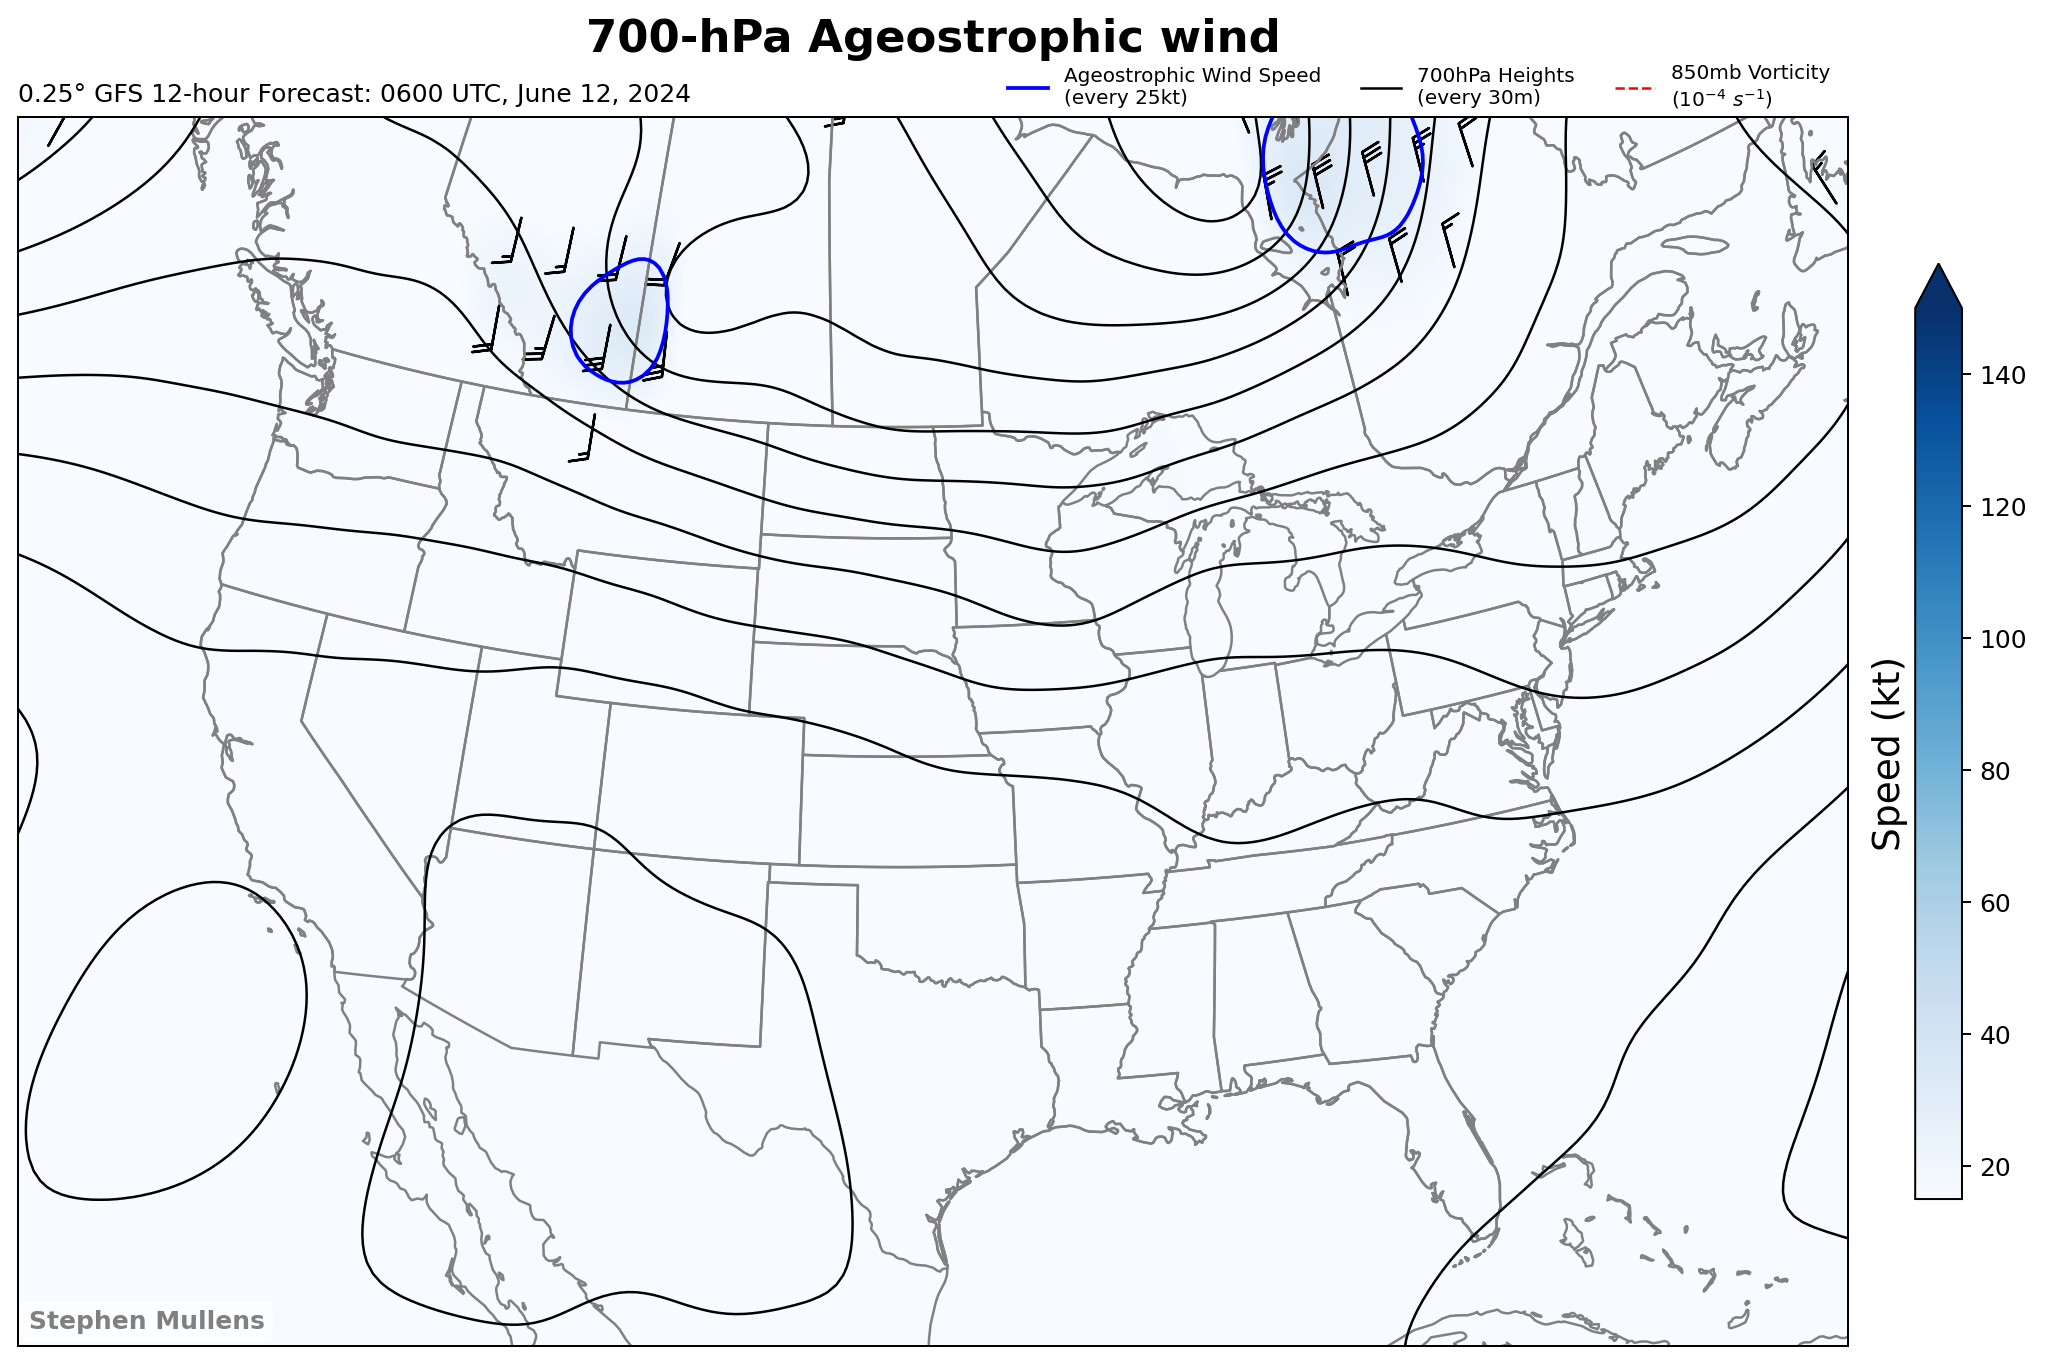 700-hPa Ageostrophic wind
0.25° GFS 12-hour Forecast: 0600 UTC, June 12, 2024
Ageostrophic Wind Speed
(every 25kt)
700hPa Heights
(every 30m)
850mb Vorticity
(10⁻⁴ s⁻¹)
140
120
100
80
60
40
20
Speed (kt)
Stephen Mullens